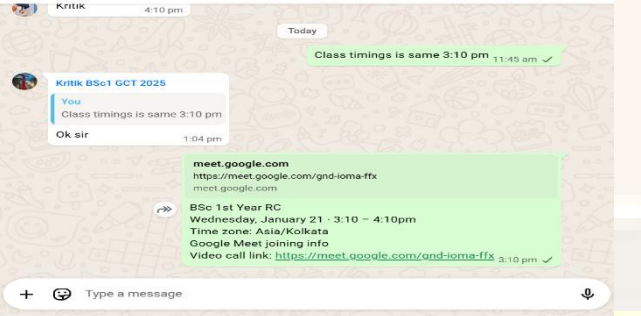 Kritik
4:10 pm
Today
Class timings is same 3:10 pm
11:45 am
Kritik BSc1 GCT 2025
You
Class timings is same 3:10 pm
Ok sir
1:04 pm
meet.google.com
https://meet.google.com/gnd-ioma-ffx
meet.google.com
BSc 1st Year RC
Wednesday, January 21 · 3:10 – 4:10pm
Time zone: Asia/Kolkata
Google Meet joining info
Video call link: https://meet.google.com/gnd-ioma-ffx
3:10 pm
Type a message